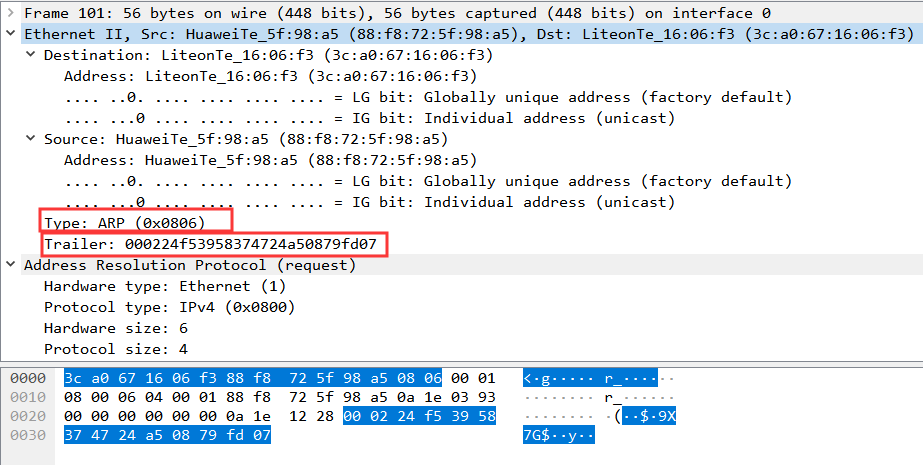 Frame 101: 56 bytes on wire (448 bits), 56 bytes captured (448 bits) on interface 0
Ethernet II, Src: HuaweiTe_5f:98:a5 (88:f8:72:5f:98:a5), Dst: LiteonTe_16:06:f3 (3c:a0:67:16:06:f3)
Destination: LiteonTe_16:06:f3 (3c:a0:67:16:06:f3)
Address: LiteonTe_16:06:f3 (3c:a0:67:16:06:f3)
.... ..0. .... .... .... .... = LG bit: Globally unique address (factory default)
.... ...0 .... .... .... .... = IG bit: Individual address (unicast)
Source: HuaweiTe_5f:98:a5 (88:f8:72:5f:98:a5)
Address: HuaweiTe_5f:98:a5 (88:f8:72:5f:98:a5)
.... ..0. .... .... .... .... = LG bit: Globally unique address (factory default)
.... ...0 .... .... .... .... = IG bit: Individual address (unicast)
Type: ARP (0x0806)
Trailer: 000224f53958374724a50879fd07
Address Resolution Protocol (request)
Hardware type: Ethernet (1)
Protocol type: IPv4 (0x0800)
Hardware size: 6
Protocol size: 4
0000 3c a0 67 16 06 f3 88 f8 72 5f 98 a5 08 06 00 01 <·g····· r_······
0010 08 00 06 04 00 01 88 f8 72 5f 98 a5 0a 1e 03 93 ········ r_······
0020 00 00 00 00 00 00 0a 1e 12 28 00 02 24 f5 39 58 ········ ·(··$·9X
0030 37 47 24 a5 08 79 fd 07 7G$··y··